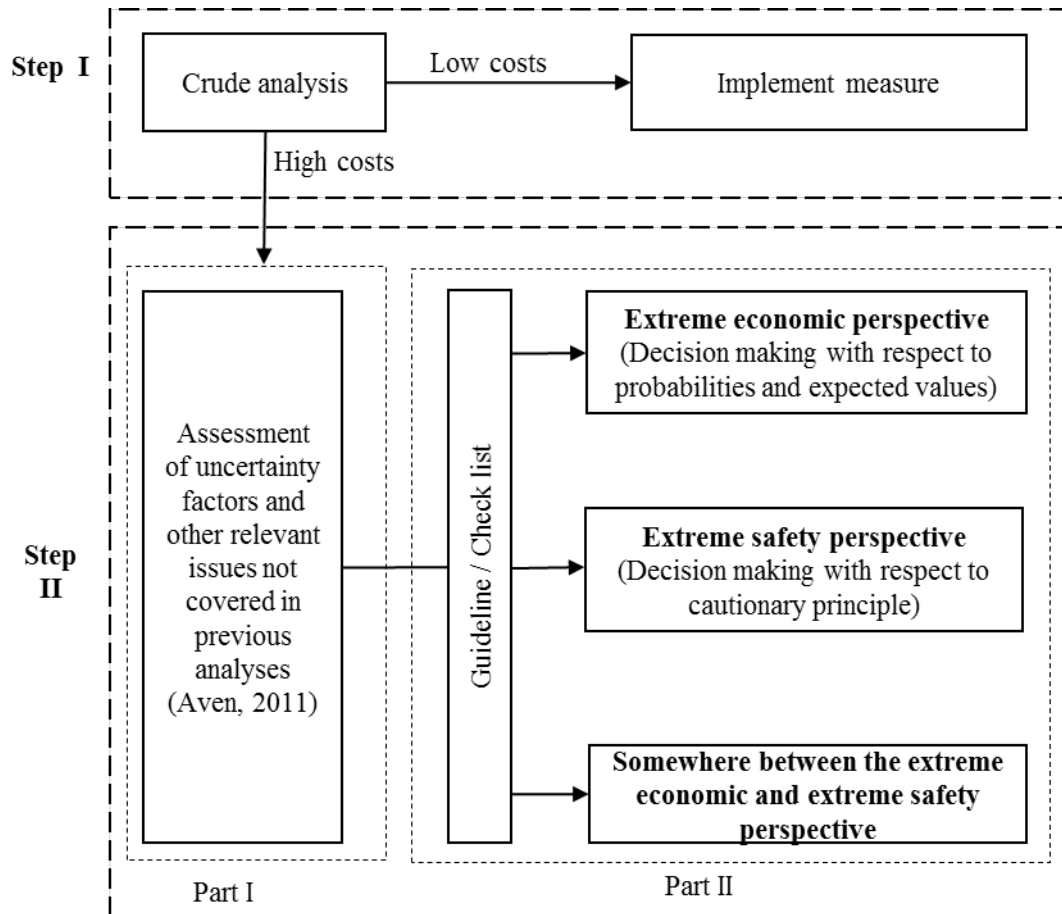 Step I
Crude analysis
Low costs
Implement measure
High costs
Step
II
Assessment
of uncertainty
factors and
other relevant
issues not
covered in
previous
analyses
(Aven, 2011)
Part I
Guideline / Check list
Extreme economic perspective
(Decision making with respect to
probabilities and expected values)
Extreme safety perspective
(Decision making with respect to
cautionary principle)
Somewhere between the extreme
economic and extreme safety
perspective
Part II